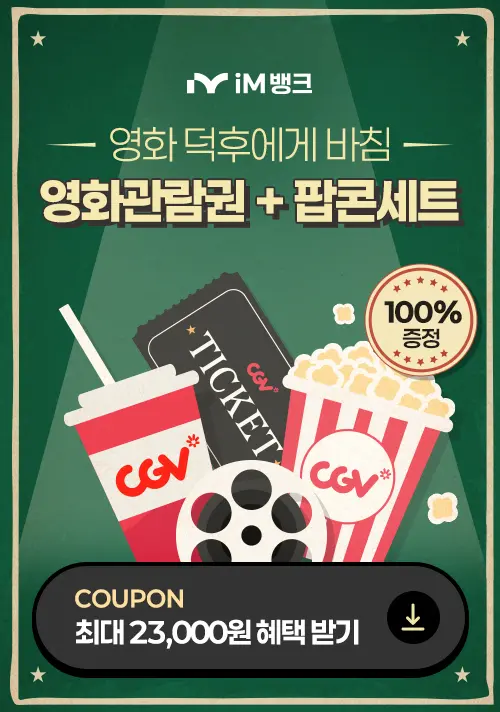 iM뱅크
영화 덕후에게 바침
영화관람권 + 팝콘세트
100%
증정
TICKET
CGV
CGV
CGV
COUPON
최대 23,000원 혜택 받기